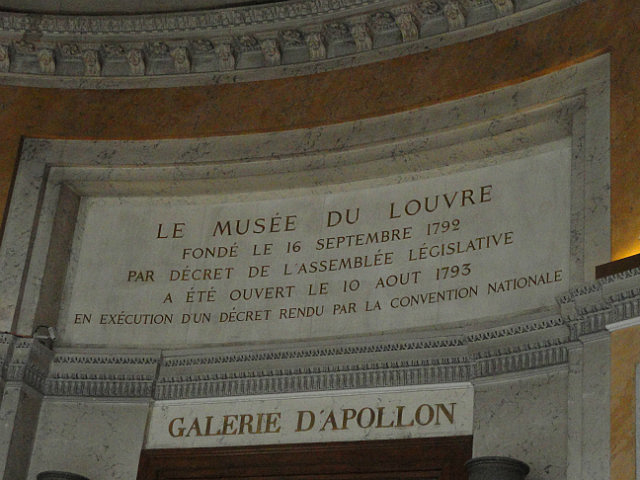 LE MUSÉE DU LOUVRE
FONDÉ LE 16 SEPTEMBRE 1792
PAR DÉCRET DE L'ASSEMBLÉE LÉGISLATIVE
A ÉTÉ OUVERT LE 10 AOUT 1793
EN EXÉCUTION D'UN DÉCRET RENDU PAR LA CONVENTION NATIONALE
GALERIE D'APOLLON